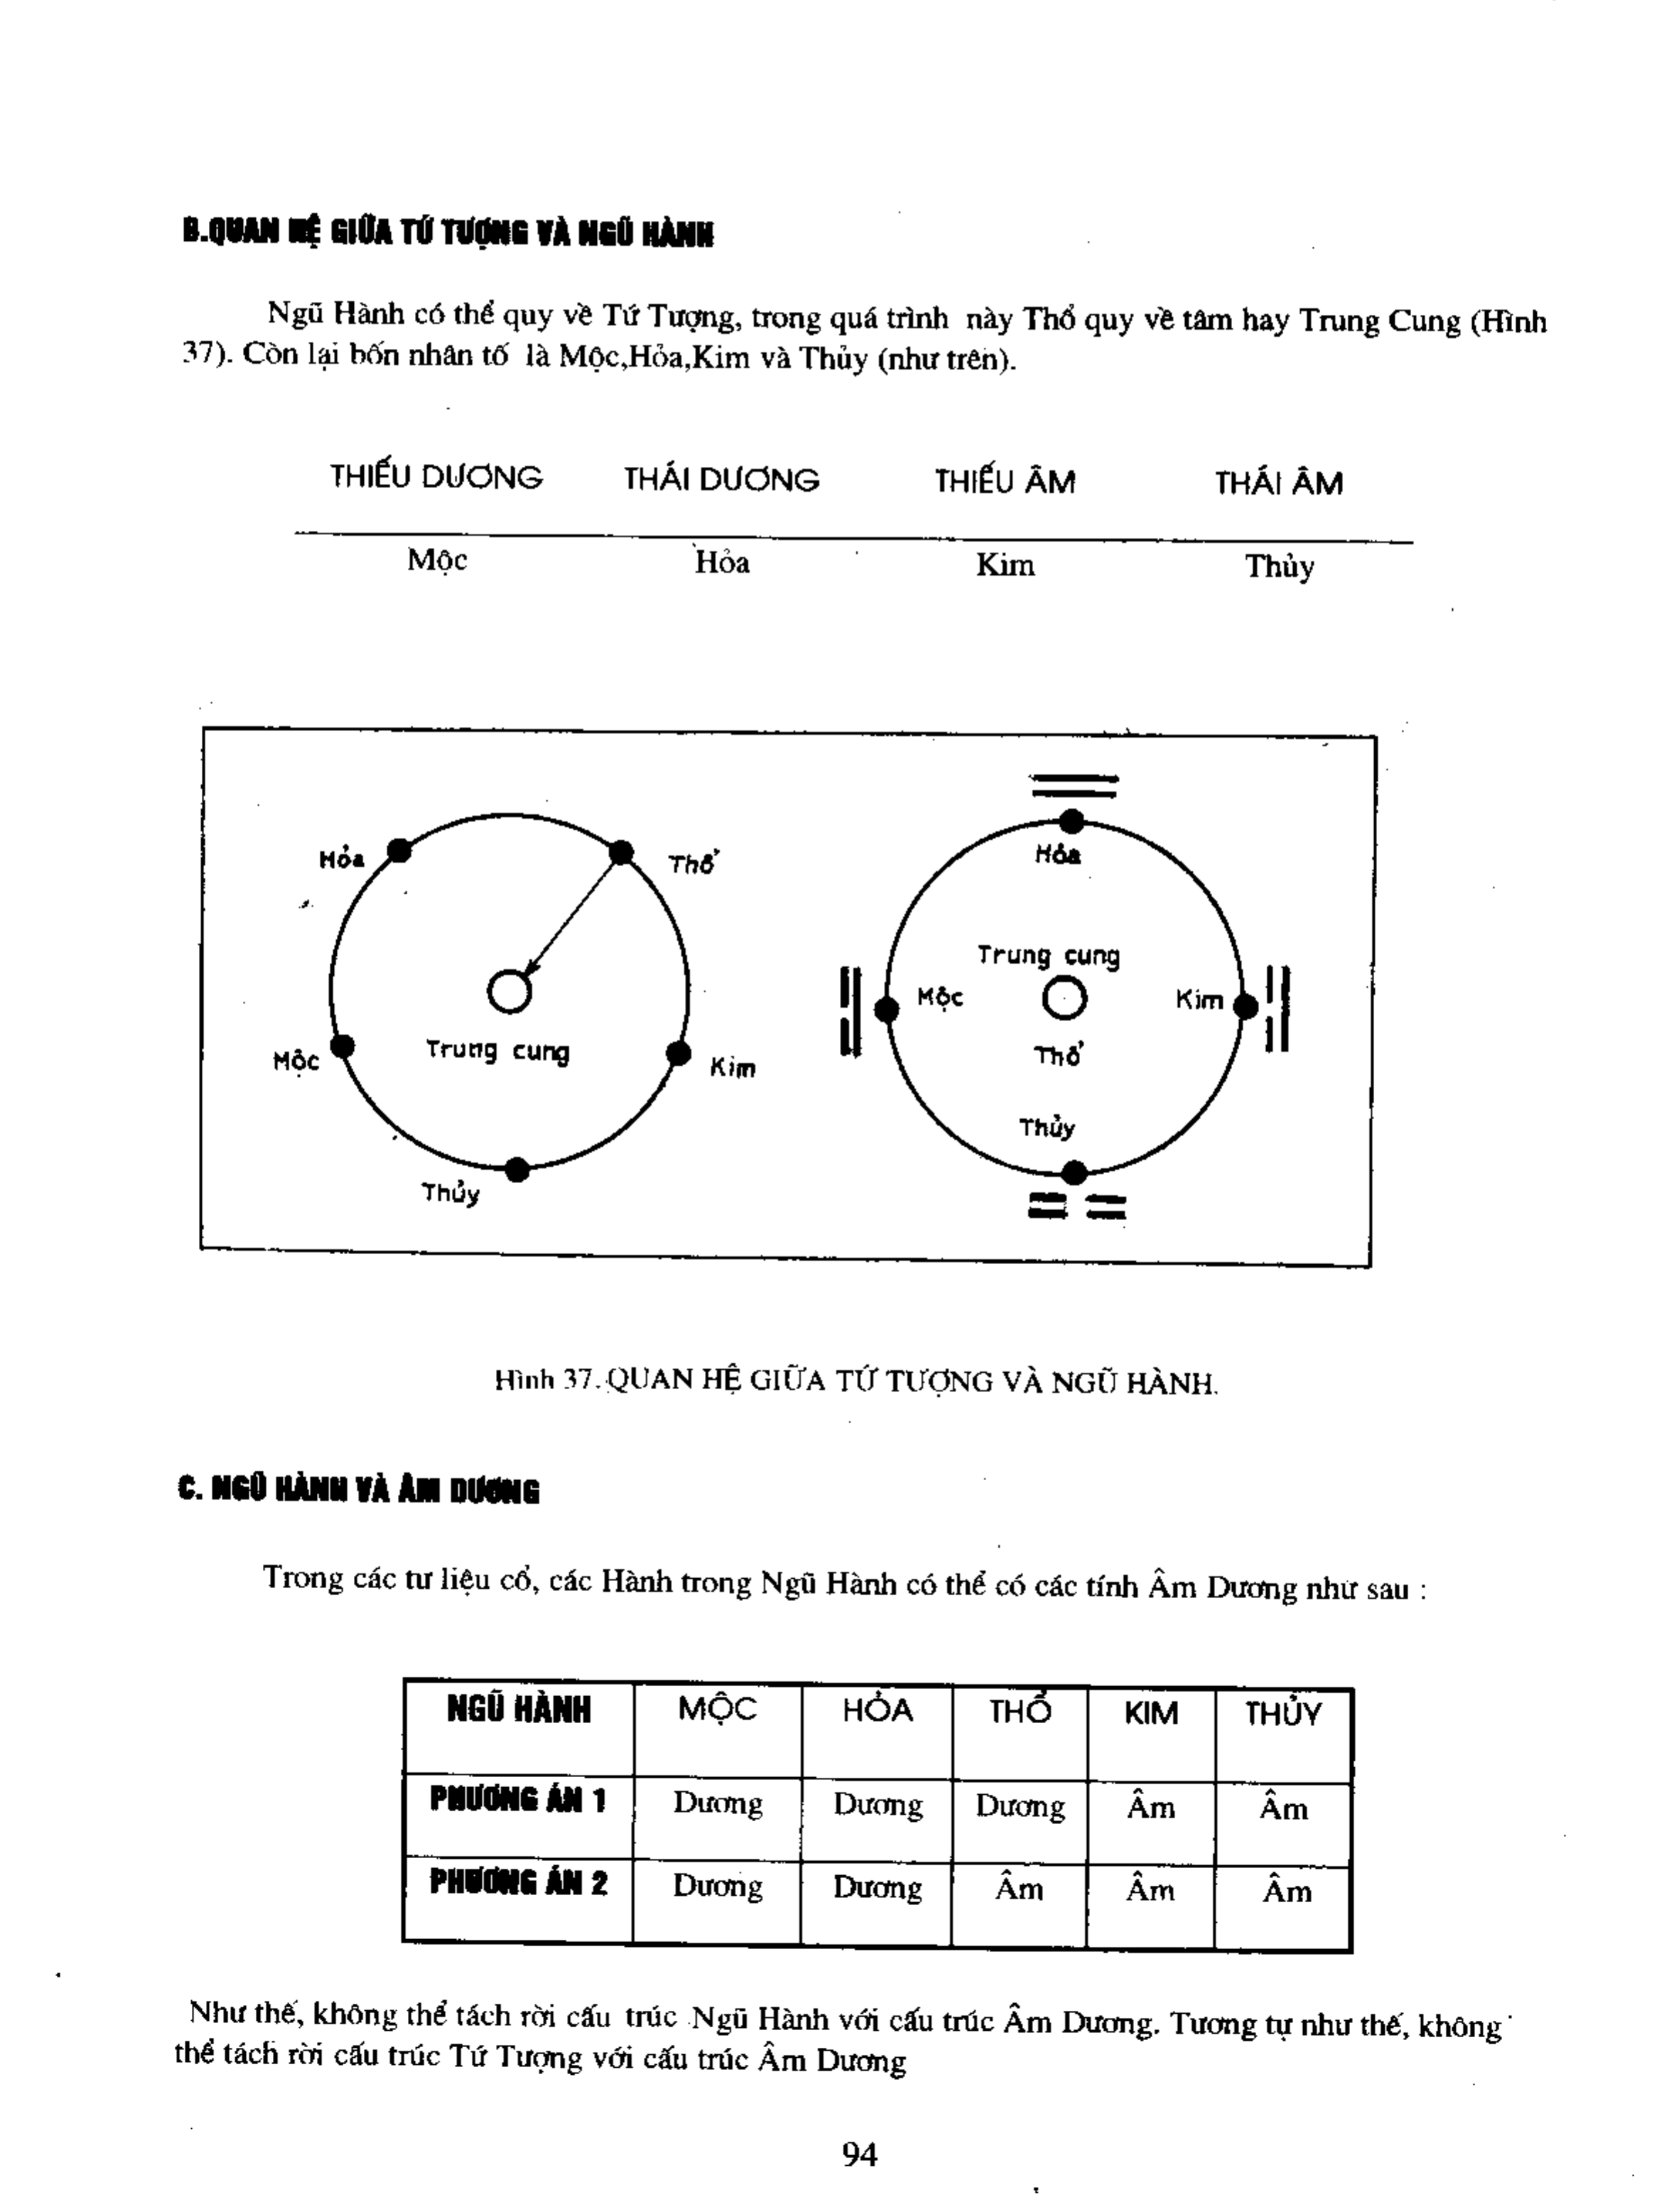 B.QUAN HỆ GIỮA TỨ TƯỢNG VÀ NGŨ HÀNH
Ngũ Hành có thể quy về Tứ Tượng, trong quá trình này Thổ quy về tâm hay Trung Cung (Hình
37). Còn lại bốn nhân tố là Mộc,Hỏa,Kim và Thủy (như trên).
THIẾU DƯƠNG THÁI DƯƠNG THIẾU ÂM THÁI ÂM
Mộc Hỏa Kim Thủy
Hỏa
Thổ
Mộc
Trung cung
Kim
Thủy
Hỏa
Trung cung
Mộc
Kim
Thổ
Thủy
Hình 37. QUAN HỆ GIỮA TỨ TƯỢNG VÀ NGŨ HÀNH.
C. NGŨ HÀNH VÀ ÂM DƯƠNG
Trong các tư liệu cổ, các Hành trong Ngũ Hành có thể có các tính Âm Dương như sau :
NGŨ HÀNH MỘC HỎA THỔ KIM THỦY
PHƯƠNG ÁN 1 Dương Dương Dương Âm Âm
PHƯƠNG ÁN 2 Dương Dương Âm Âm Âm
Như thế, không thể tách rời cấu trúc Ngũ Hành với cấu trúc Âm Dương. Tương tự như thế, không
thể tách rời cấu trúc Tứ Tượng với cấu trúc Âm Dương
94